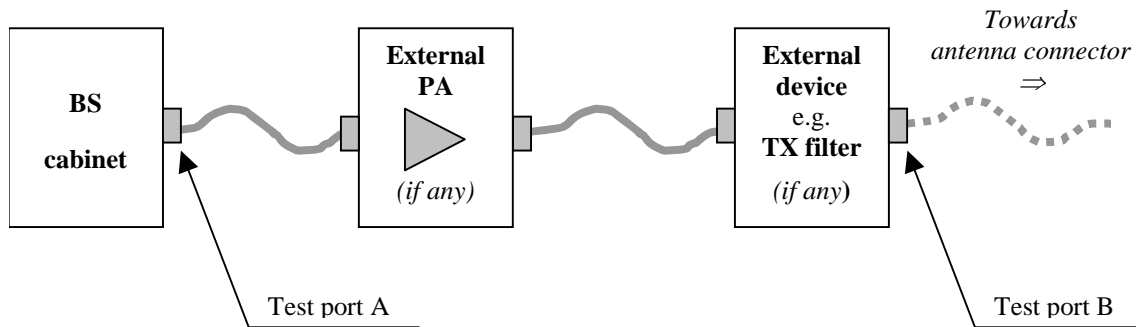 BS
cabinet
External
PA
(if any)
External
device
e.g.
TX filter
(if any)
Towards
antenna connector
⇒
Test port A
Test port B